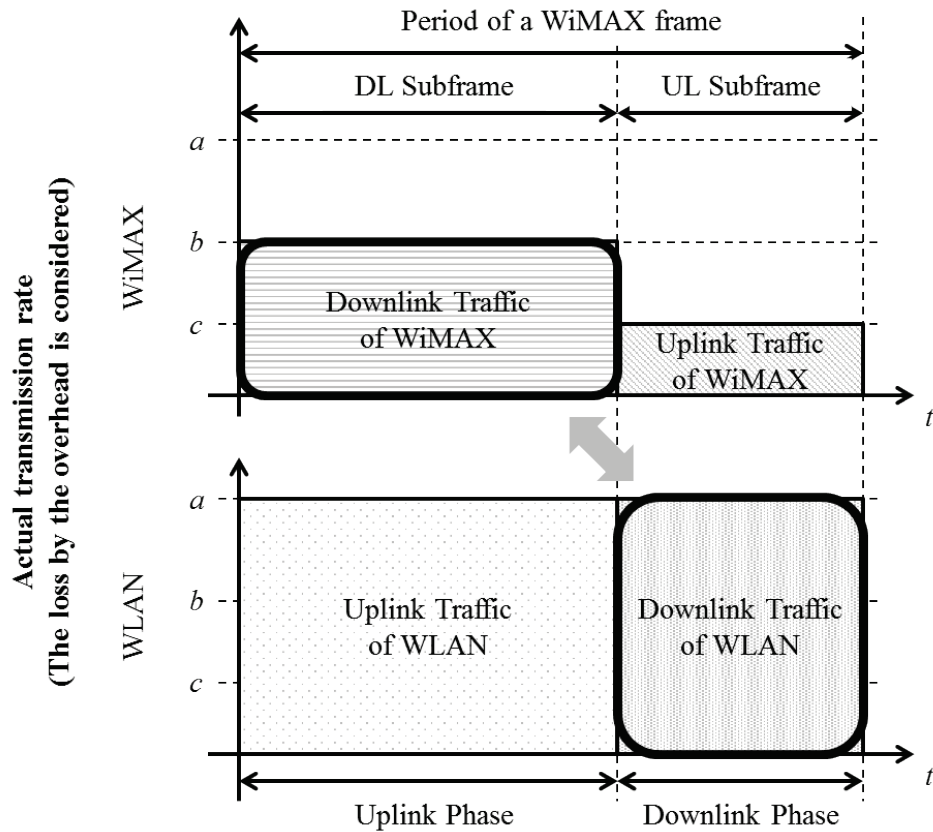 Period of a WiMAX frame
DL Subframe
UL Subframe
Actual transmission rate
(The loss by the overhead is considered)
WiMAX
a
b
c
Downlink Traffic
of WiMAX
Uplink Traffic
of WiMAX
t
WLAN
a
b
c
Uplink Traffic
of WLAN
Downlink Traffic
of WLAN
t
Uplink Phase
Downlink Phase